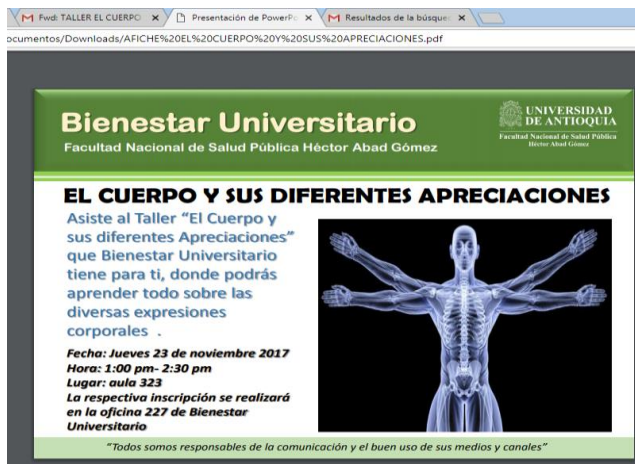 Fwd: TALLER EL CUERPO
Presentación de PowerP
Resultados de la búsque
ocumentos/Downloads/AFICHE%20EL%20CUERPO%20Y%20SUS%20APRECIACIONES.pdf
Bienestar Universitario
Facultad Nacional de Salud Pública Héctor Abad Gómez
UNIVERSIDAD
DE ANTIOQUIA
Facultad Nacional de Salud Pública
Héctor Abad Gómez
EL CUERPO Y SUS DIFERENTES APRECIACIONES
Asiste al Taller “El Cuerpo y
sus diferentes Apreciaciones”
que Bienestar Universitario
tiene para ti, donde podrás
aprender todo sobre las
diversas expresiones
corporales .
Fecha: Jueves 23 de noviembre 2017
Hora: 1:00 pm- 2:30 pm
Lugar: aula 323
La respectiva inscripción se realizará
en la oficina 227 de Bienestar
Universitario
“Todos somos responsables de la comunicación y el buen uso de sus medios y canales”